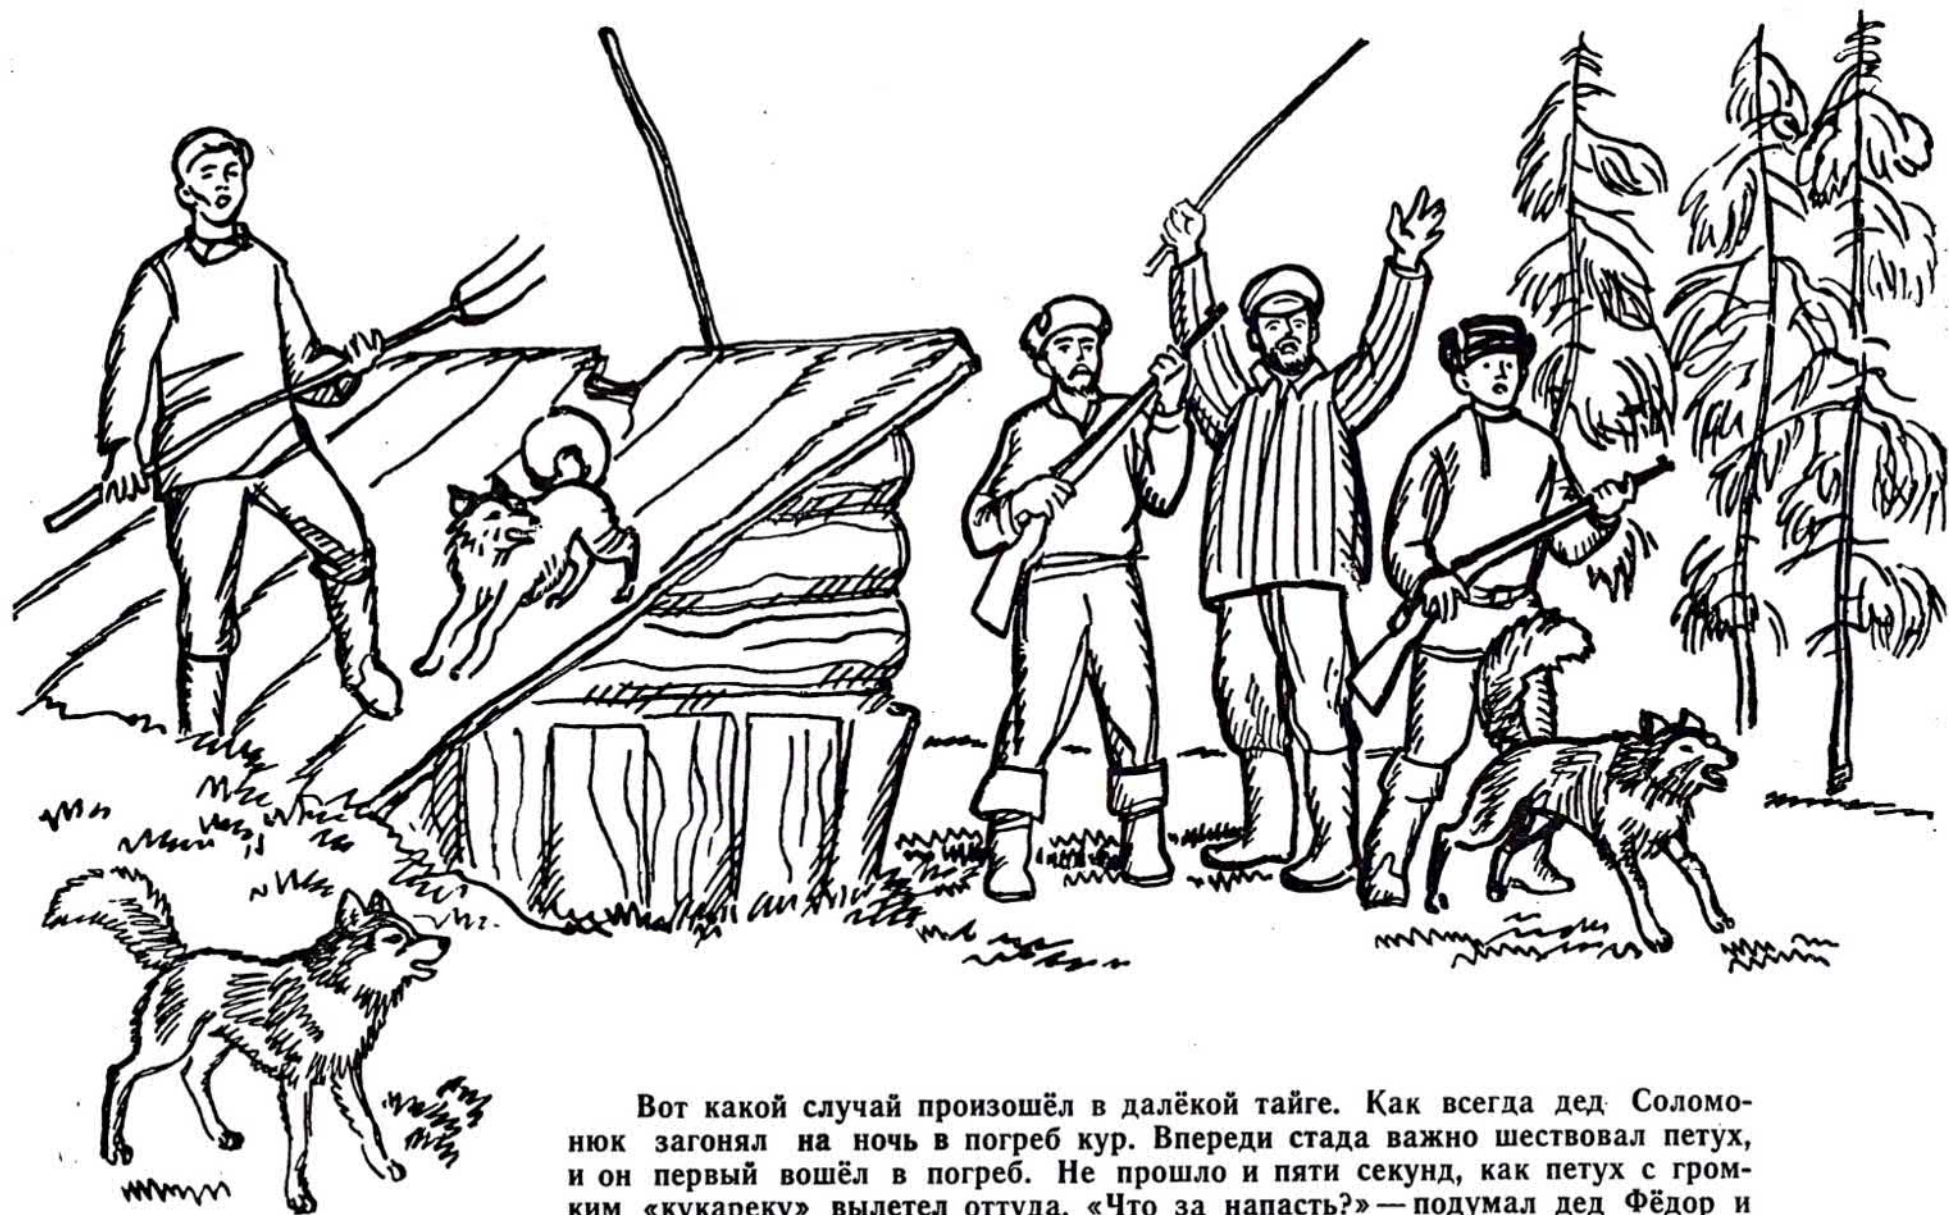 Вот какой случай произошёл в далёкой тайге. Как всегда дед Соломо-
нюк загонял на ночь в погреб кур. Впереди стада важно шествовал петух,
и он первый вошёл в погреб. Не прошло и пяти секунд, как петух с гром-
ким «кукареку» вылетел оттуда. «Что за напасть?» — подумал дед Фёдор и